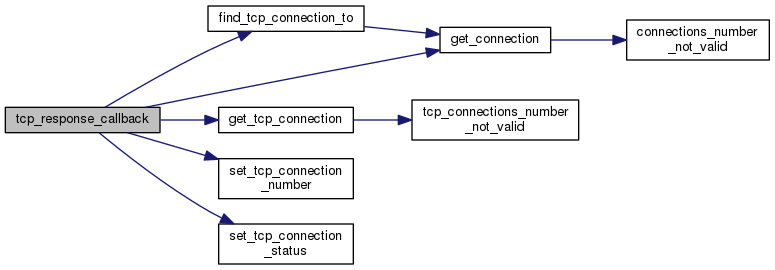 find_tcp_connection_to
get_connection
connections_number
_not_valid
tcp_response_callback
get_tcp_connection
tcp_connections_number
_not_valid
set_tcp_connection
_number
set_tcp_connection
_status